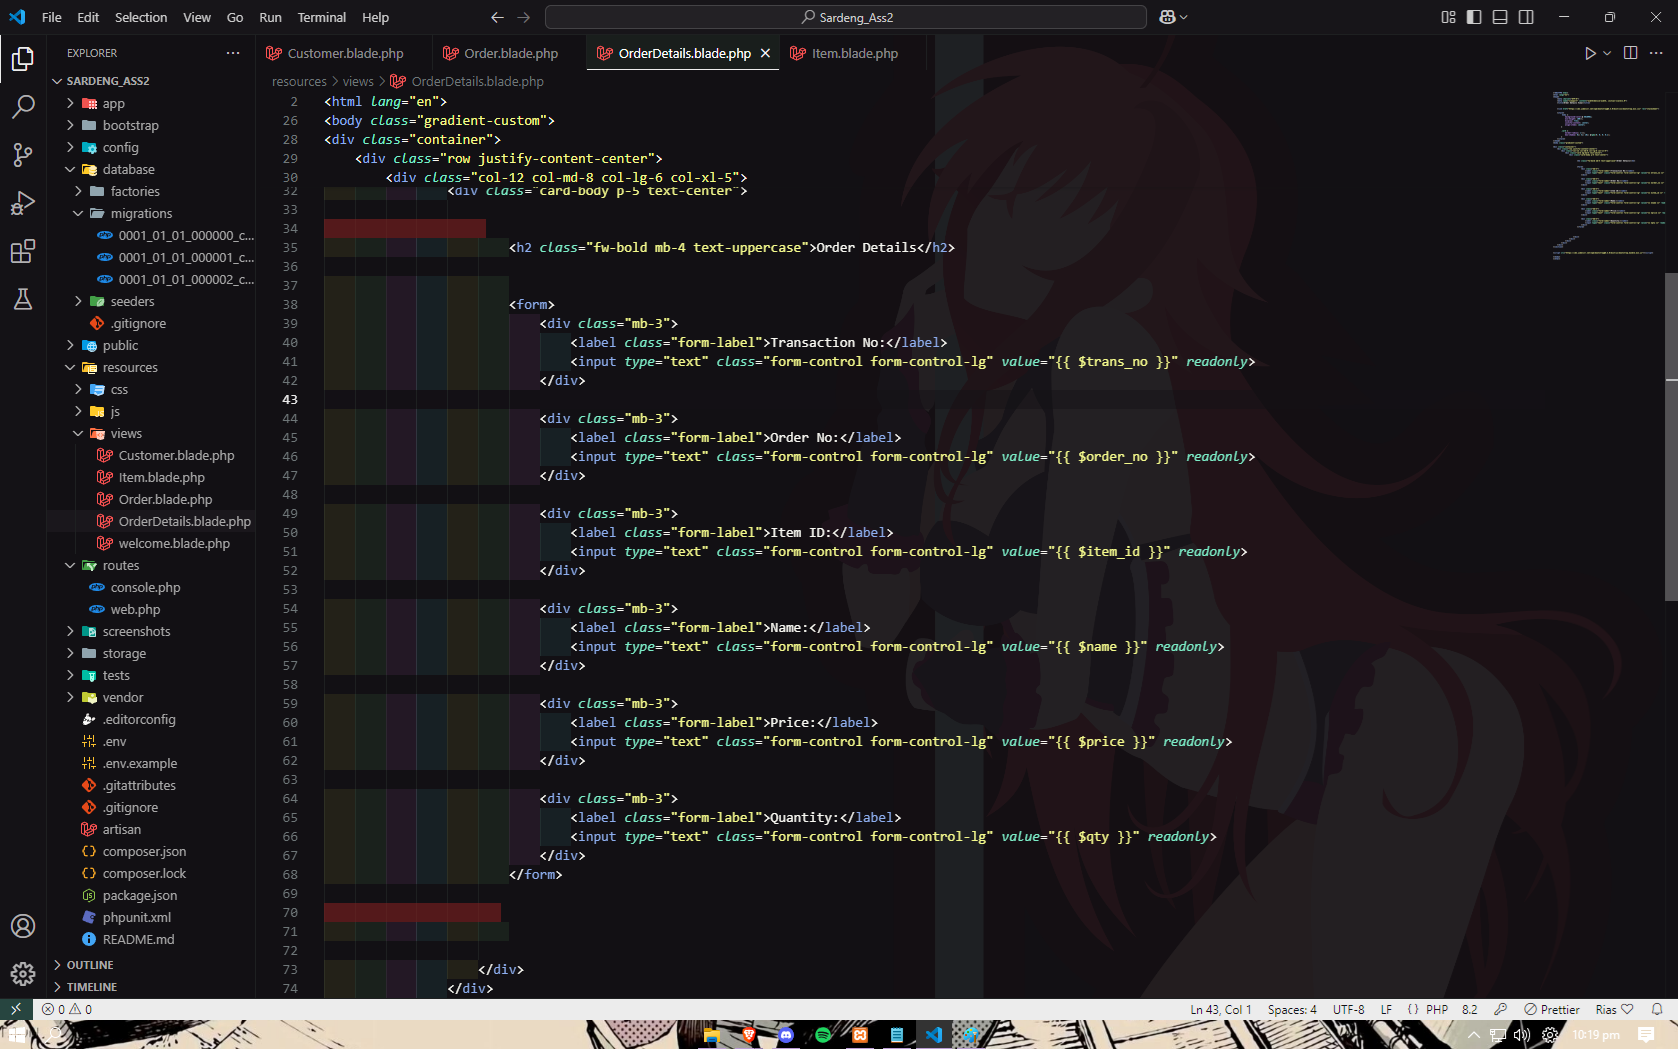 File Edit Selection View Go Run Terminal Help Sardeng_Ass2
EXPLORER
SARDENG_ASS2
app
bootstrap
config
database
factories
migrations
0001_01_01_000000_c...
0001_01_01_000001_c...
0001_01_01_000002_c...
seeders
.gitignore
public
resources
css
js
views
Customer.blade.php
Item.blade.php
Order.blade.php
OrderDetails.blade.php
welcome.blade.php
routes
console.php
web.php
screenshots
storage
tests
vendor
.editorconfig
.env
.env.example
.gitattributes
.gitignore
artisan
composer.json
composer.lock
package.json
phpunit.xml
README.md
OUTLINE
TIMELINE
Customer.blade.php Order.blade.php OrderDetails.blade.php Item.blade.php
resources > views > OrderDetails.blade.php
2 <html lang="en">
26 <body class="gradient-custom">
28 <div class="container">
29 <div class="row justify-content-center">
30 <div class="col-12 col-md-8 col-lg-6 col-xl-5">
32 <div class="card-body p-5 text-center">
33
34
35 <h2 class="fw-bold mb-4 text-uppercase">Order Details</h2>
36
37
38 <form>
39 <div class="mb-3">
40 <label class="form-label">Transaction No:</label>
41 <input type="text" class="form-control form-control-lg" value="{{ $trans_no }}" readonly>
42 </div>
43
44 <div class="mb-3">
45 <label class="form-label">Order No:</label>
46 <input type="text" class="form-control form-control-lg" value="{{ $order_no }}" readonly>
47 </div>
48
49 <div class="mb-3">
50 <label class="form-label">Item ID:</label>
51 <input type="text" class="form-control form-control-lg" value="{{ $item_id }}" readonly>
52 </div>
53
54 <div class="mb-3">
55 <label class="form-label">Name:</label>
56 <input type="text" class="form-control form-control-lg" value="{{ $name }}" readonly>
57 </div>
58
59 <div class="mb-3">
60 <label class="form-label">Price:</label>
61 <input type="text" class="form-control form-control-lg" value="{{ $price }}" readonly>
62 </div>
63
64 <div class="mb-3">
65 <label class="form-label">Quantity:</label>
66 <input type="text" class="form-control form-control-lg" value="{{ $qty }}" readonly>
67 </div>
68 </form>
69
70
71
72
73 </div>
74 </div>
0 0 Ln 43, Col 1 Spaces: 4 UTF-8 LF { } PHP 8.2 Prettier Rias
10:19 pm